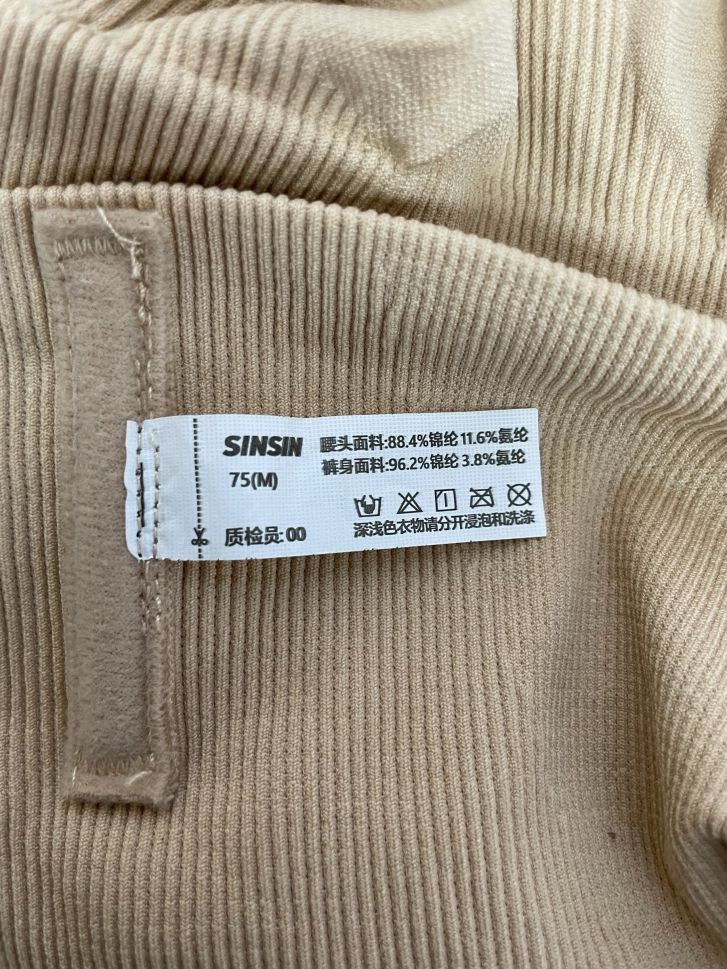 SINSIN
75(M)
质检员: 00
腰头面料:88.4%锦纶 11.6%氨纶
裤身面料:96.2%锦纶 3.8%氨纶
深浅色衣物请分开浸泡和洗涤